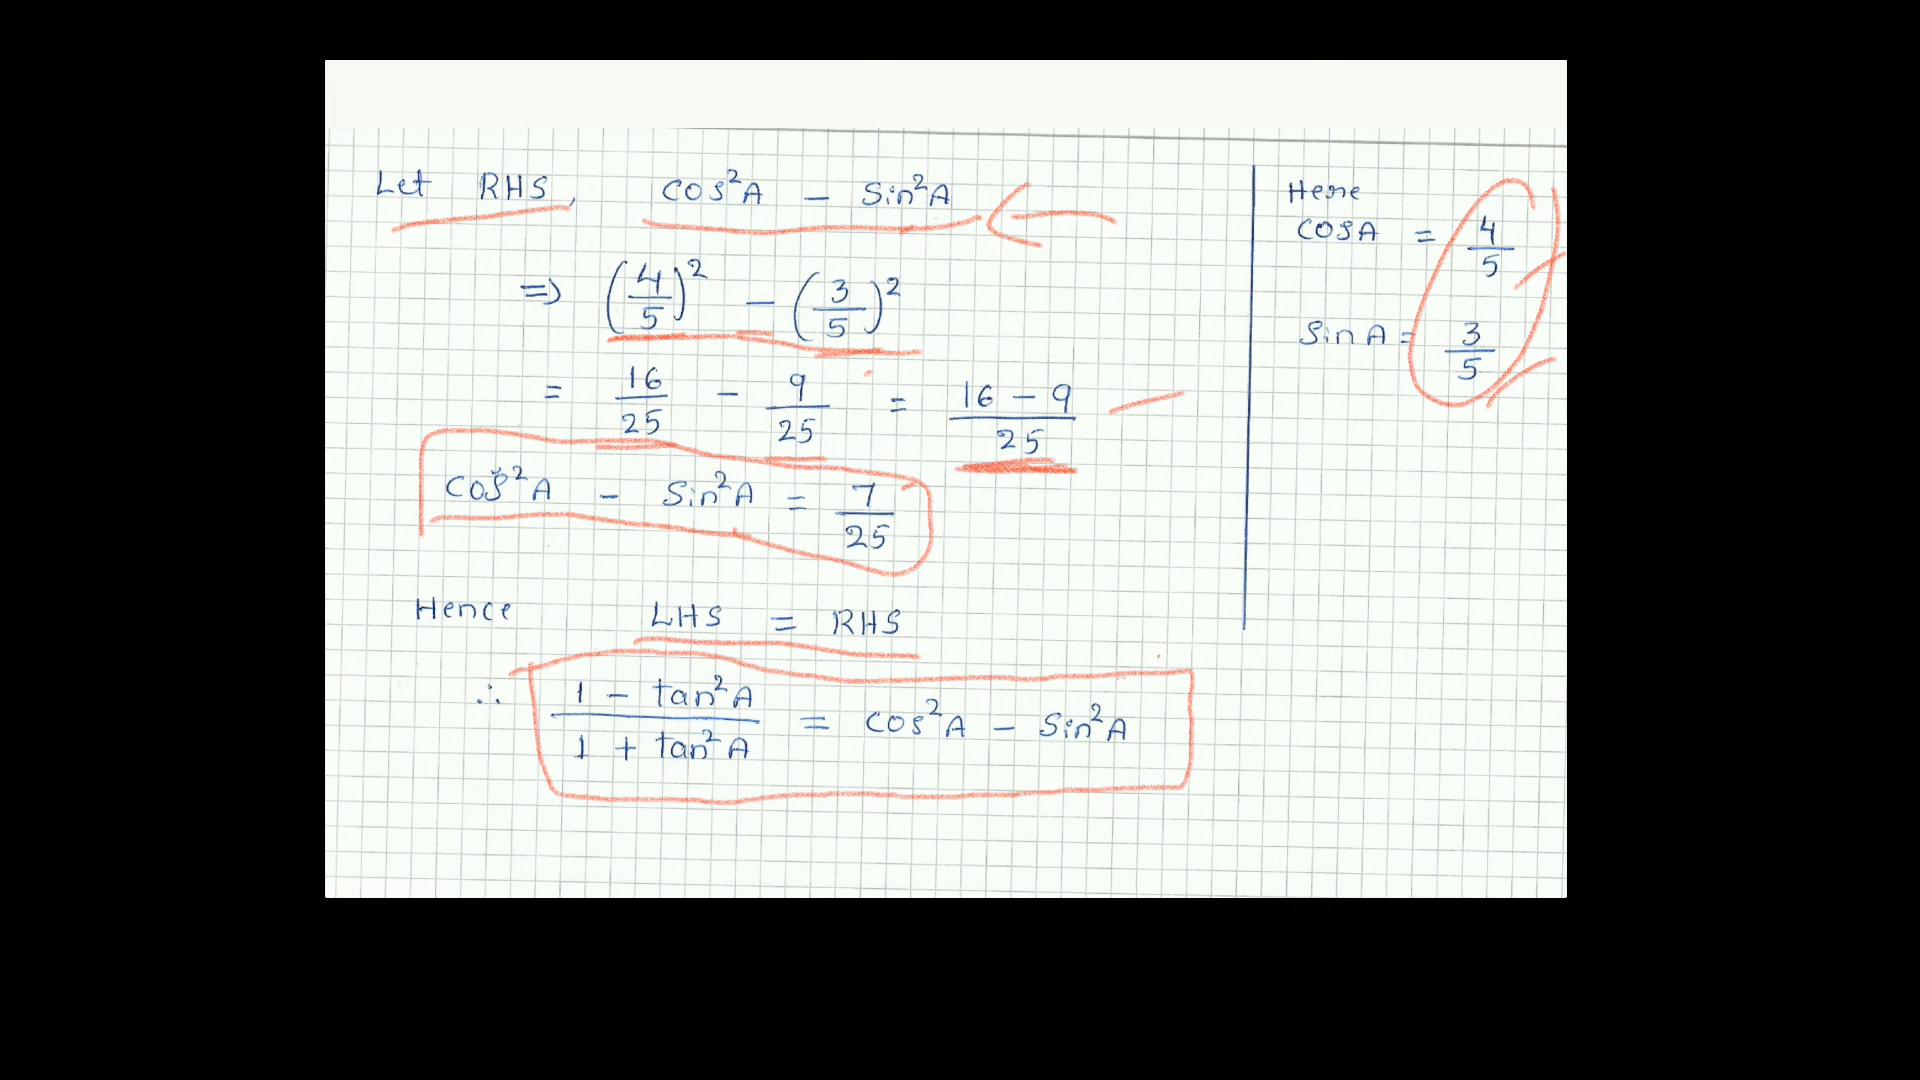 Let RHS, cos²A - Sin²A
=> (4/5)² - (3/5)²
= 16/25 - 9/25 = (16 - 9)/25
cos²A - Sin²A = 7/25
Hence LHS = RHS
∴ (1 - tan²A)/(1 + tan²A) = cos²A - Sin²A
Here
cosA = 4/5
Sin A = 3/5